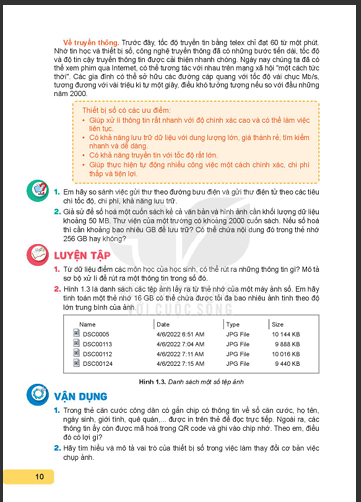 Về truyền thông. Trước đây, tốc độ truyền tin bằng telex chỉ đạt 60 từ một phút.
Nhờ tin học và thiết bị số, công nghệ truyền thông đã có những bước tiến dài, tốc độ
và độ tin cậy truyền thông tin được cải thiện nhanh chóng. Ngày nay chúng ta đã có
thể xem phim qua Internet, có thể tương tác với nhau trên mạng xã hội "một cách tức
thời". Các gia đình có thể sở hữu các đường cáp quang với tốc độ vài chục Mb/s,
tương đương với vài triệu kí tự một giây, điều khó tưởng tượng nếu so với đầu những
năm 2000.
Thiết bị số có các ưu điểm:
• Giúp xử lí thông tin rất nhanh với độ chính xác cao và có thể làm việc
liên tục.
• Có khả năng lưu trữ dữ liệu với dung lượng lớn, giá thành rẻ, tìm kiếm
nhanh và dễ dàng.
• Có khả năng truyền tin với tốc độ rất lớn.
• Giúp thực hiện tự động nhiều công việc một cách chính xác, chi phí
thấp và tiện lợi.
1. Em hãy so sánh việc gửi thư theo đường bưu điện và gửi thư điện tử theo các tiêu
chí tốc độ, chi phí, khả năng lưu trữ.
2. Giả sử để số hoá một cuốn sách kể cả văn bản và hình ảnh cần khối lượng dữ liệu
khoảng 50 MB. Thư viện của một trường có khoảng 2000 cuốn sách. Nếu số hoá
thì cần khoảng bao nhiêu GB để lưu trữ? Có thể chứa nội dung đó trong thẻ nhớ
256 GB hay không?
LUYỆN TẬP
1. Từ dữ liệu điểm các môn học của học sinh, có thể rút ra những thông tin gì? Mô tả
sơ bộ xử lí để rút ra một thông tin trong số đó.
2. Hình 1.3 là danh sách các tệp ảnh lấy ra từ thẻ nhớ của một máy ảnh số. Em hãy
tính toán một thẻ nhớ 16 GB có thể chứa được tối đa bao nhiêu ảnh tính theo độ
lớn trung bình của ảnh.
Name Date Type Size
DSC0005 4/6/2022 6:51 AM JPG File 10 144 KB
DSC00113 4/6/2022 7:04 AM JPG File 9 888 KB
DSC00112 4/6/2022 7:11 AM JPG File 10 016 KB
DSC00124 4/6/2022 7:15 AM JPG File 9 440 KB
Hình 1.3. Danh sách một số tệp ảnh
VẬN DỤNG
1. Trong thẻ căn cước công dân có gắn chip có thông tin về số căn cước, họ tên,
ngày sinh, giới tính, quê quán,... được in trên thẻ để đọc trực tiếp. Ngoài ra, các
thông tin ấy còn được mã hoá trong QR code và ghi vào chip nhớ. Theo em, điều
đó có lợi gì?
2. Hãy tìm hiểu và mô tả vai trò của thiết bị số trong việc làm thay đổi cơ bản việc
chụp ảnh.
10